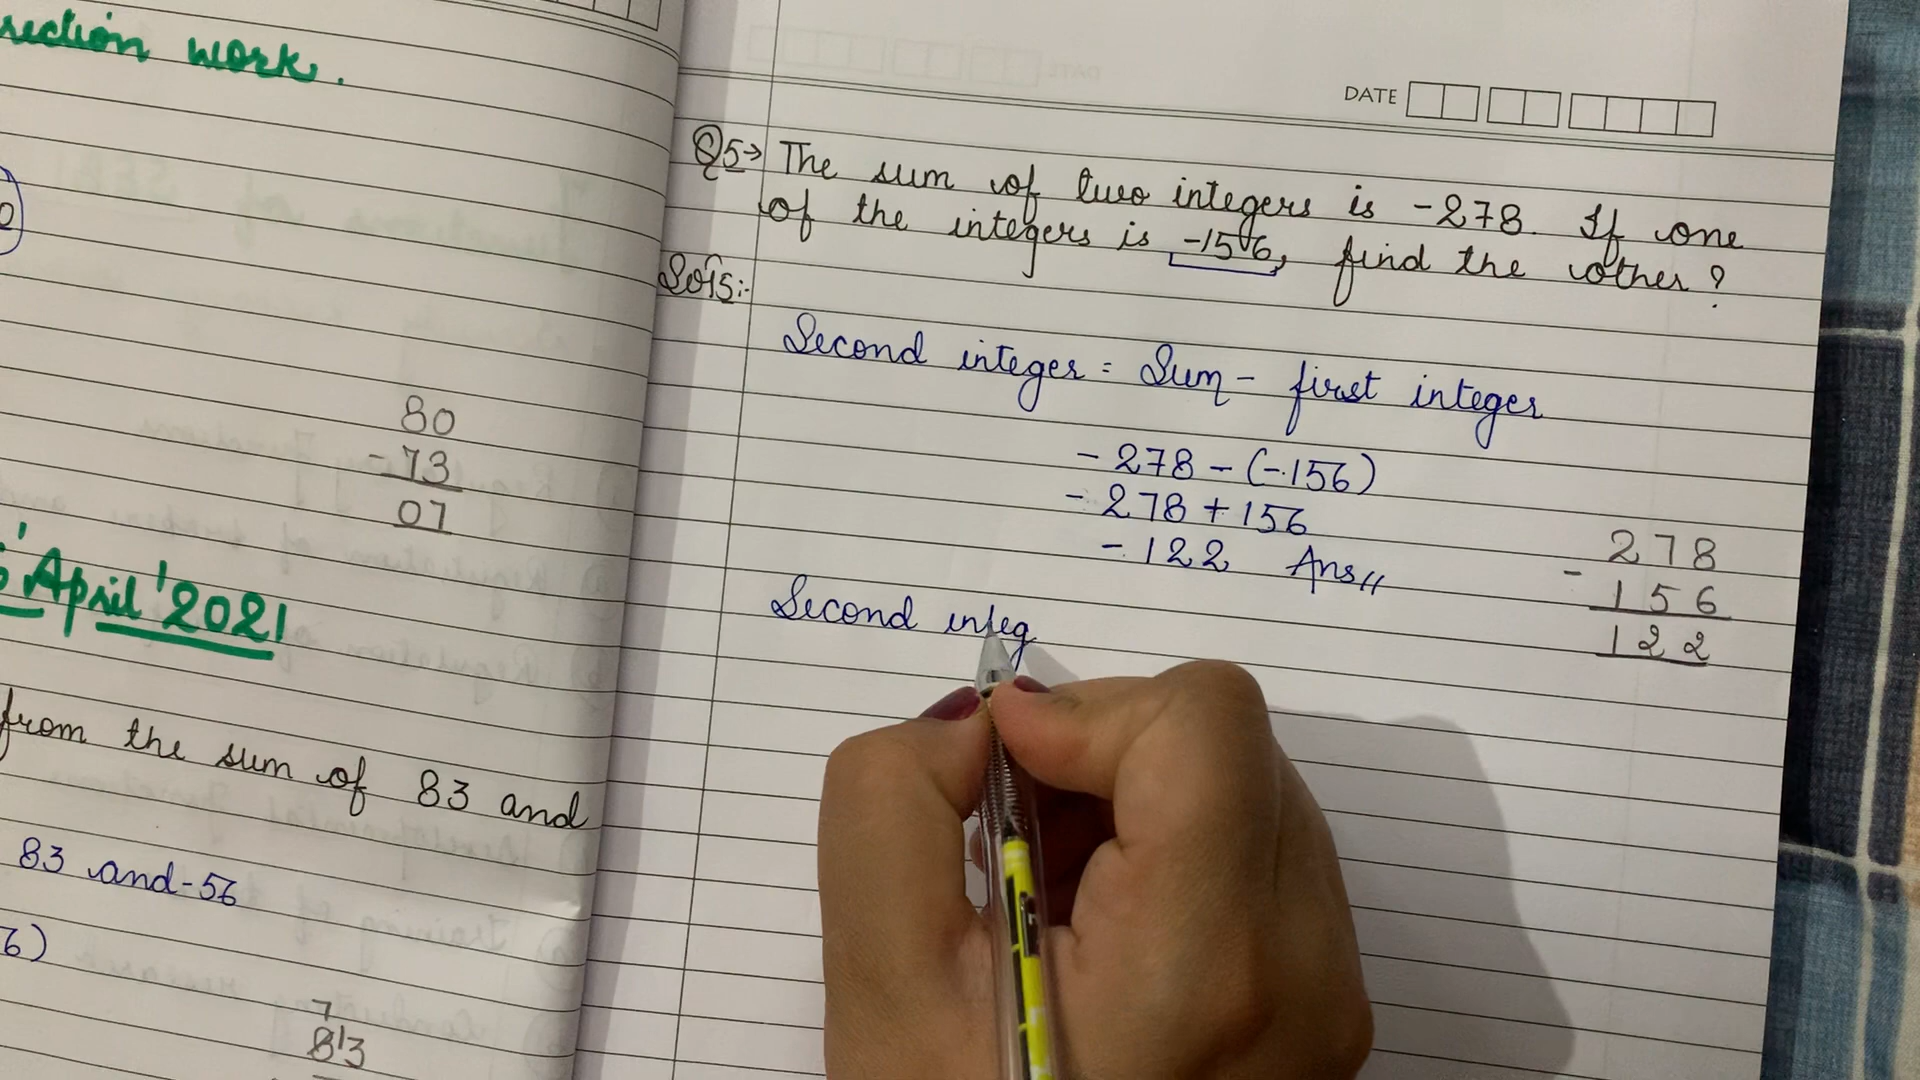 work.
80
- 73
07
April '2021
from the sum of 83 and
83 and -56
6)
7
813
DATE
Q5→ The sum of two integers is -278. If one
of the integers is -156, find the other?
Sol5:-
Second integer = Sum - first integer
- 278 - (-156)
- 278 + 156
- 122 Ans
278
- 156
122
Second integ